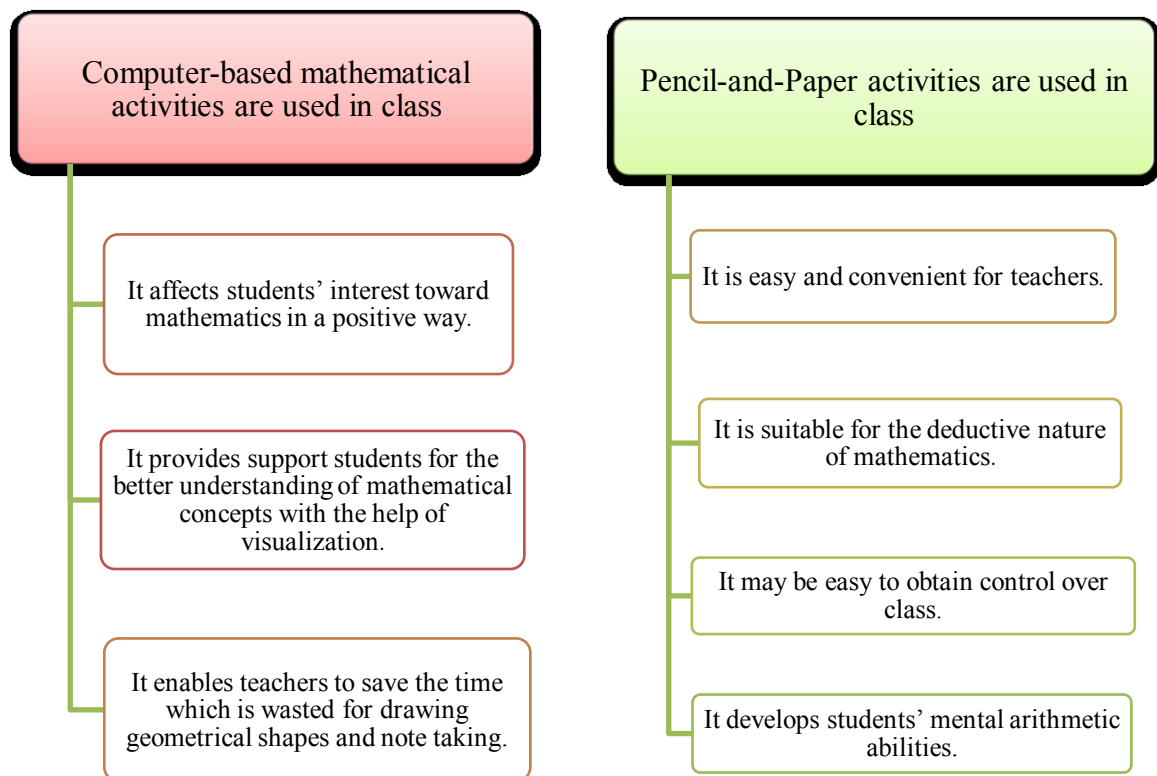 Computer-based mathematical
activities are used in class
It affects students’ interest toward
mathematics in a positive way.
It provides support students for the
better understanding of mathematical
concepts with the help of
visualization.
It enables teachers to save the time
which is wasted for drawing
geometrical shapes and note taking.
Pencil-and-Paper activities are used in
class
It is easy and convenient for teachers.
It is suitable for the deductive nature
of mathematics.
It may be easy to obtain control over
class.
It develops students’ mental arithmetic
abilities.